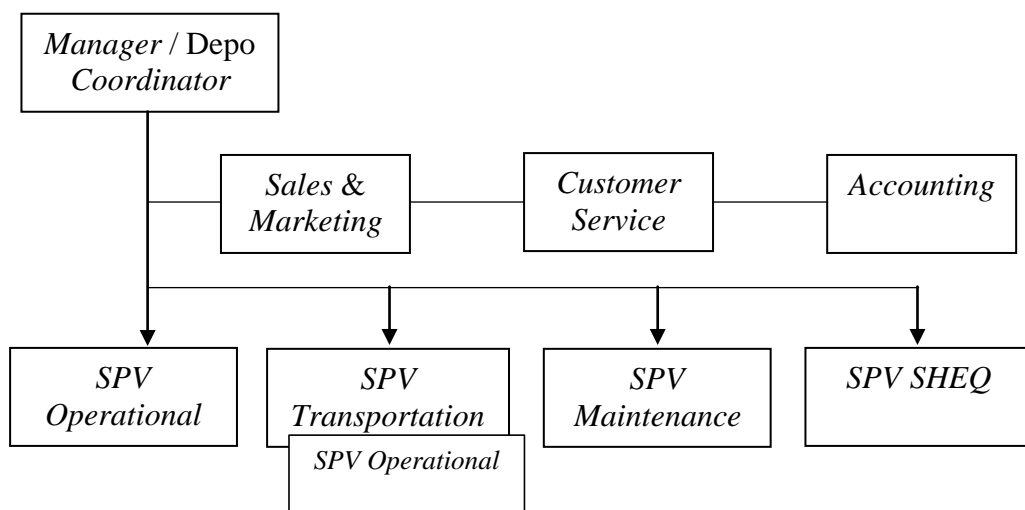 Manager / Depo
Coordinator
Sales &
Marketing
Customer
Service
Accounting
SPV
Operational
SPV
Transportation
SPV
Maintenance
SPV SHEQ
SPV Operational